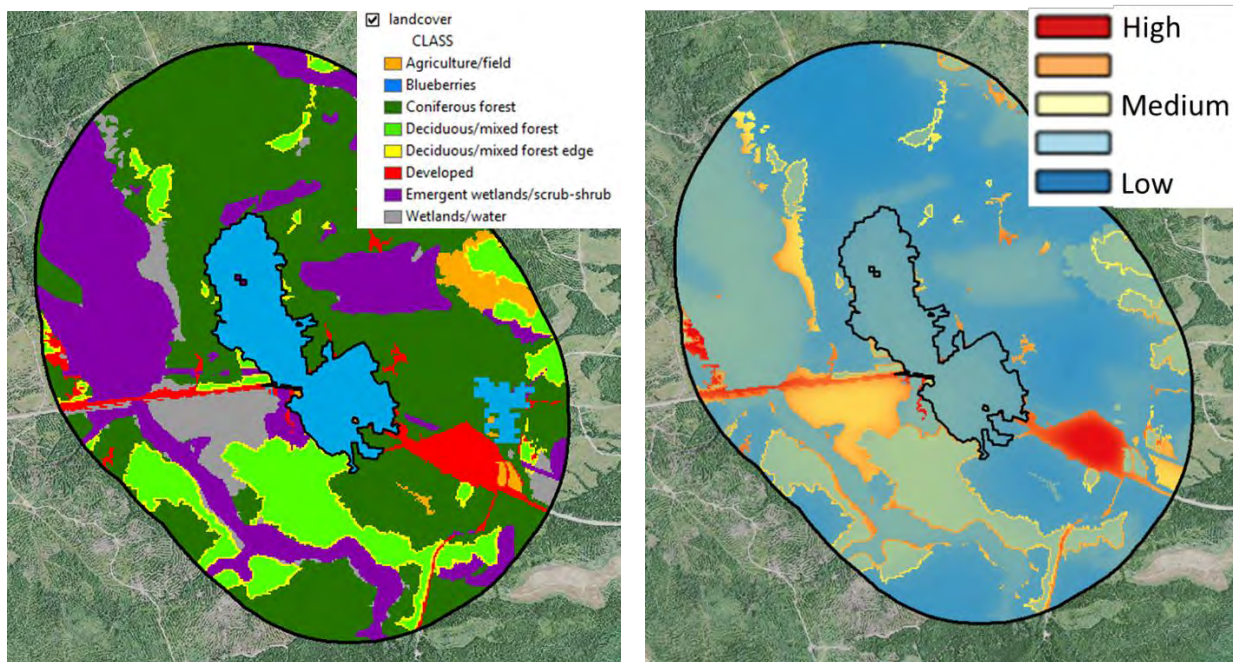 landcover
CLASS
Agriculture/field
Blueberries
Coniferous forest
Deciduous/mixed forest
Deciduous/mixed forest edge
Developed
Emergent wetlands/scrub-shrub
Wetlands/water
High
Medium
Low